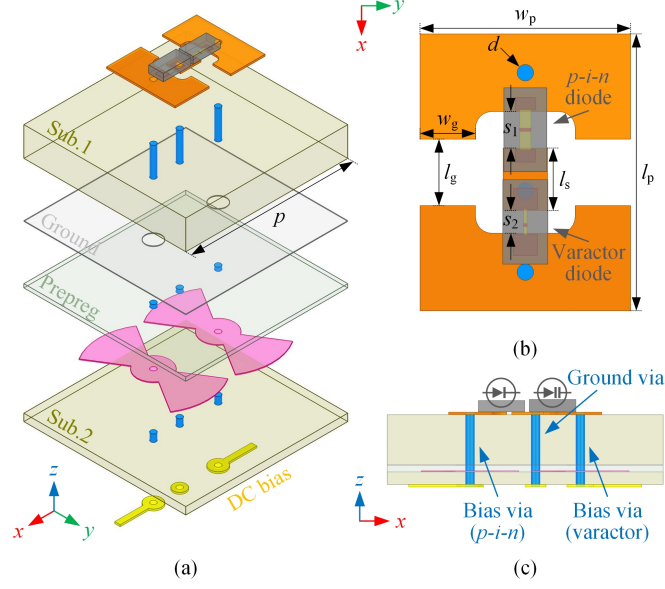 Sub.1
Ground
Prepreg
Sub.2
DC bias
p
z
x
y
(a)
y
x
w_p
d
p-i-n
diode
w_g
s_1
l_g
l_s
l_p
s_2
Varactor
diode
(b)
Ground via
z
x
Bias via
(p-i-n)
Bias via
(varactor)
(c)